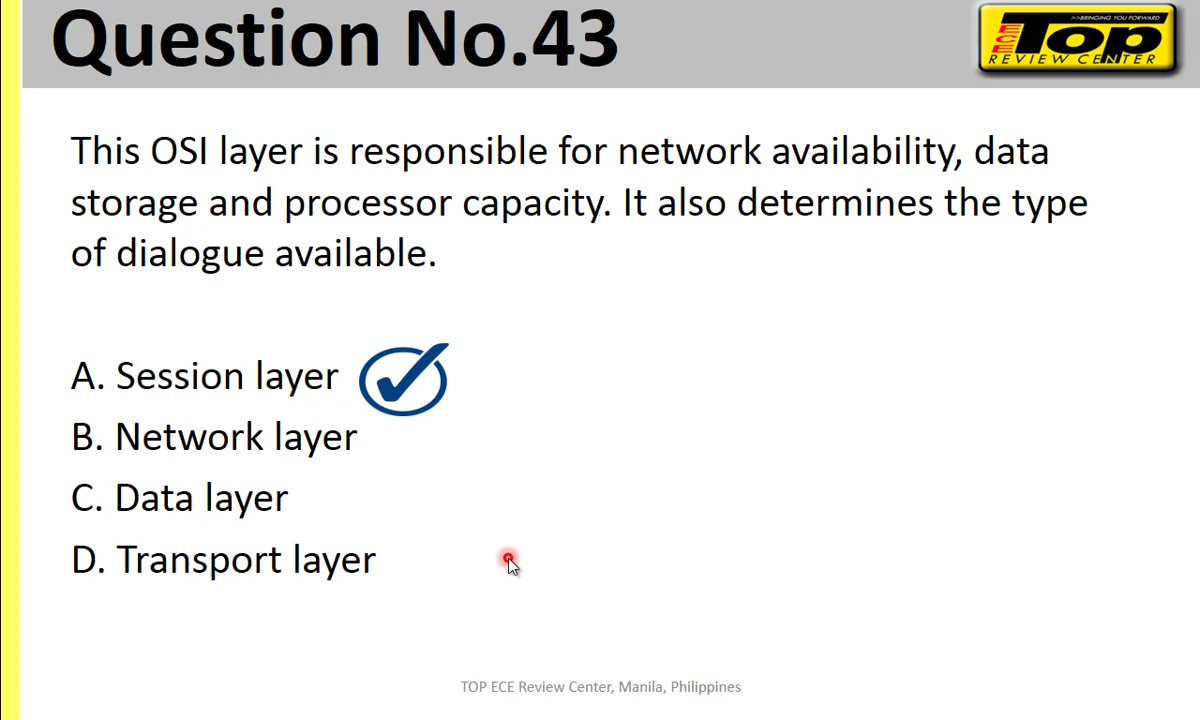 Question No.43
>>BRINGING YOU FORWARD
ECE
Top
REVIEW CENTER
This OSI layer is responsible for network availability, data
storage and processor capacity. It also determines the type
of dialogue available.
A. Session layer
B. Network layer
C. Data layer
D. Transport layer
TOP ECE Review Center, Manila, Philippines